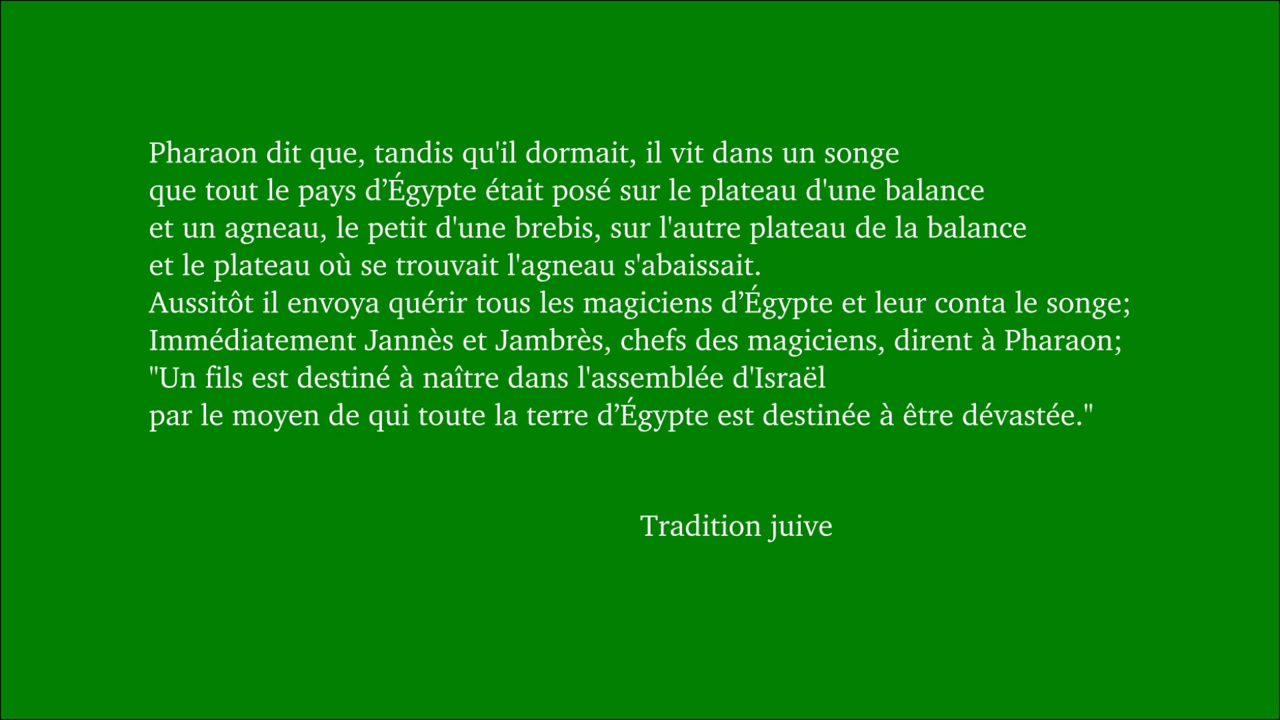 Pharaon dit que, tandis qu'il dormait, il vit dans un songe
que tout le pays d’Égypte était posé sur le plateau d'une balance
et un agneau, le petit d'une brebis, sur l'autre plateau de la balance
et le plateau où se trouvait l'agneau s'abaissait.
Aussitôt il envoya quérir tous les magiciens d’Égypte et leur conta le songe;
Immédiatement Jannès et Jambrès, chefs des magiciens, dirent à Pharaon;
"Un fils est destiné à naître dans l'assemblée d'Israël
par le moyen de qui toute la terre d’Égypte est destinée à être dévastée."
Tradition juive